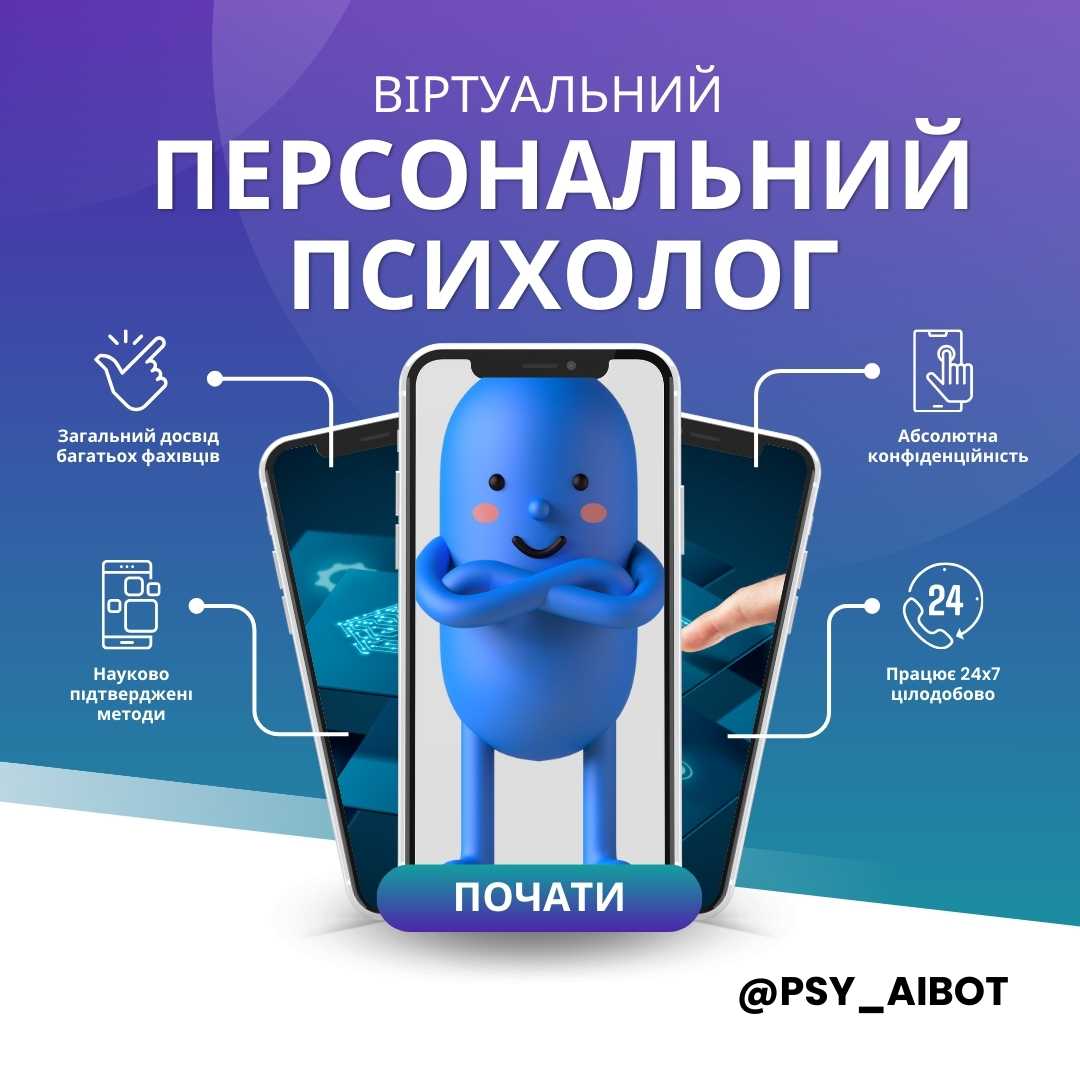 ВІРТУАЛЬНИЙ
ПЕРСОНАЛЬНИЙ
ПСИХОЛОГ
Загальний досвід
багатьох фахівців
Абсолютна
конфіденційність
Науково
підтверджені
методи
24
Працює 24х7
цілодобово
ПОЧАТИ
@PSY_AIBOT